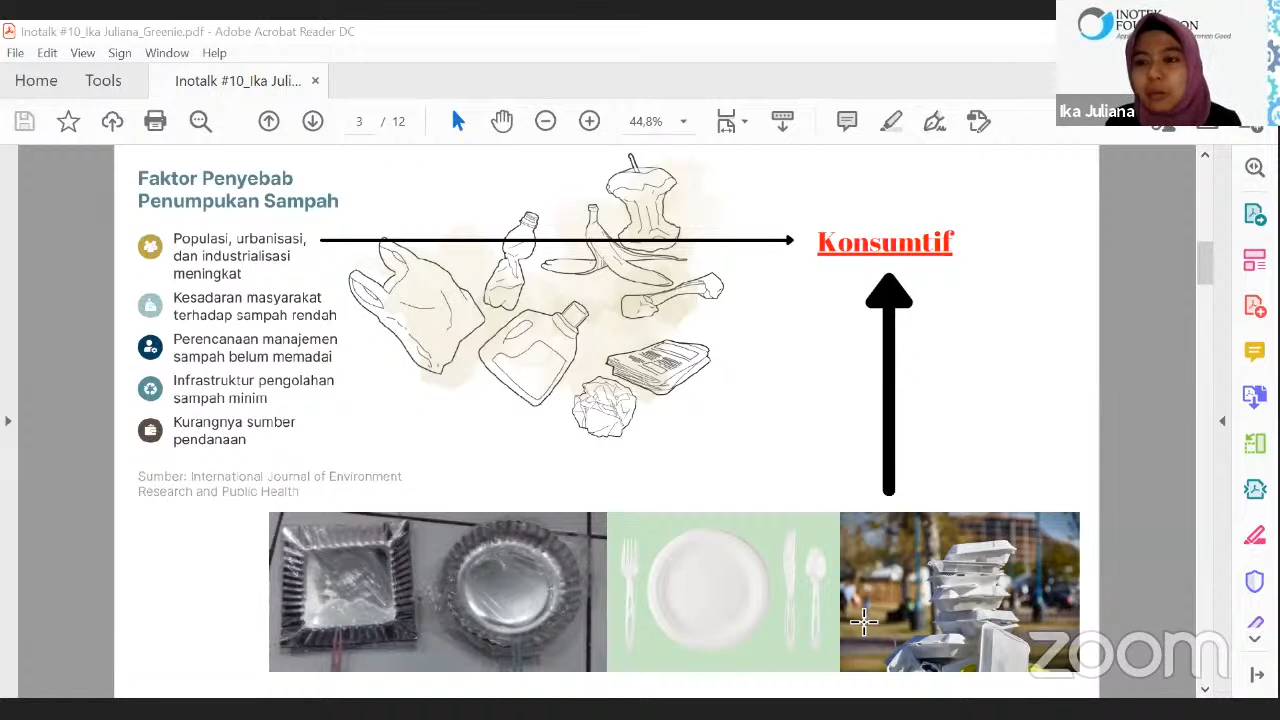 Inotalk #10_Ika Juliana_Greenie.pdf - Adobe Acrobat Reader DC
File Edit View Sign Window Help
Home Tools Inotalk #10_Ika Juli... ×
3 / 12 44,8%
INOTEK
FOUNDATION
Ika Juliana
Faktor Penyebab
Penumpukan Sampah
Populasi, urbanisasi,
dan industrialisasi
meningkat
Kesadaran masyarakat
terhadap sampah rendah
Perencanaan manajemen
sampah belum memadai
Infrastruktur pengolahan
sampah minim
Kurangnya sumber
pendanaan
Konsumtif
Sumber: International Journal of Environment
Research and Public Health
zoom